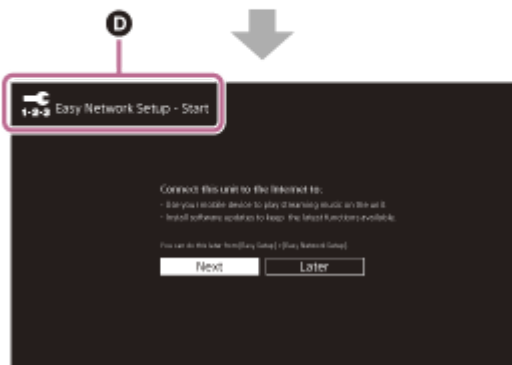 D
1-2-3 Easy Network Setup - Start
Connect this unit to the Internet to:
- Use your mobile device to play streaming music on the unit.
- Install software updates to keep the latest functions available.
You can do this later from [Easy Setup] > [Easy Network Setup].
Next Later